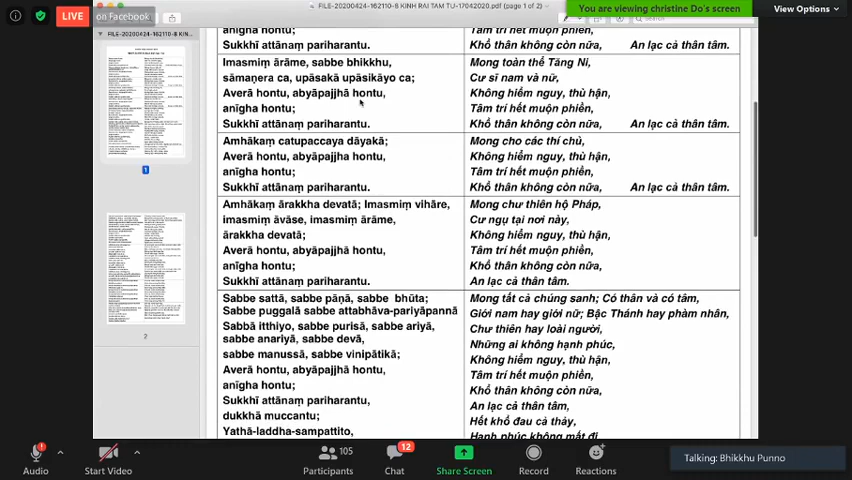 FILE-20200424-162110-8 KINH RAI TAM TU-17042020.pdf (page 1 of 2)
You are viewing christine Do's screen
View Options
LIVE
on Facebook
Search
FILE-20200424-162110-8 KIN...
anīgha hontu;
Sukkhī attānaṃ pariharantu.
Tâm trí hết muộn phiền,
Khổ thân không còn nữa, An lạc cả thân tâm.
Imasmiṃ ārāme, sabbe bhikkhu,
sāmaṇera ca, upāsakā upāsikāyo ca;
Averā hontu, abyāpajjhā hontu,
anīgha hontu;
Sukkhī attānaṃ pariharantu.
Mong toàn thể Tăng Ni,
Cư sĩ nam và nữ,
Không hiểm nguy, thù hận,
Tâm trí hết muộn phiền,
Khổ thân không còn nữa, An lạc cả thân tâm.
Amhākaṃ catupaccaya dāyakā;
Averā hontu, abyāpajjhā hontu,
anīgha hontu;
Sukkhī attānaṃ pariharantu.
Mong cho các thí chủ,
Không hiểm nguy, thù hận,
Tâm trí hết muộn phiền,
Khổ thân không còn nữa, An lạc cả thân tâm.
Amhākaṃ ārakkha devatā; Imasmiṃ vihāre,
imasmiṃ āvāse, imasmiṃ ārāme,
ārakkha devatā;
Averā hontu, abyāpajjhā hontu,
anīgha hontu;
Sukkhī attānaṃ pariharantu.
Mong chư thiên hộ Pháp,
Cư ngụ tại nơi này,
Không hiểm nguy, thù hận,
Tâm trí hết muộn phiền,
Khổ thân không còn nữa,
An lạc cả thân tâm.
Sabbe sattā, sabbe pāṇā, sabbe bhūta;
Sabbe puggalā sabbe attabhāva-pariyāpannā
Sabbā itthiyo, sabbe purisā, sabbe ariyā,
sabbe anariyā, sabbe devā,
sabbe manussā, sabbe vinipātikā;
Averā hontu, abyāpajjhā hontu,
anīgha hontu;
Sukkhī attānaṃ pariharantu,
dukkhā muccantu;
Yathā-laddha-sampattito,
Mong tất cả chúng sanh; Có thân và có tâm,
Giới nam hay giới nữ; Bậc Thánh hay phàm nhân,
Chư thiên hay loài người,
Những ai không hạnh phúc,
Không hiểm nguy, thù hận,
Tâm trí hết muộn phiền,
Khổ thân không còn nữa,
An lạc cả thân tâm,
Hết khổ đau cả thảy,
Hạnh phúc không mất đi
1
2
Talking: Bhikkhu Punno
105
12
Audio
Start Video
Participants
Chat
Share Screen
Record
Reactions